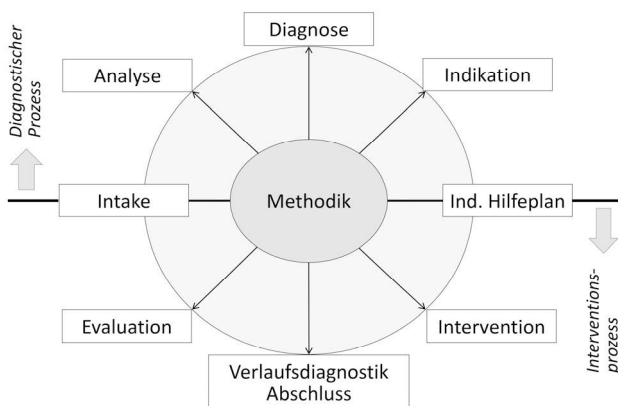 Diagnose
Analyse
Indikation
Diagnostischer
Prozess
Intake
Methodik
Ind. Hilfeplan
Evaluation
Intervention
Verlaufsdiagnostik
Abschluss
Interventions-
prozess